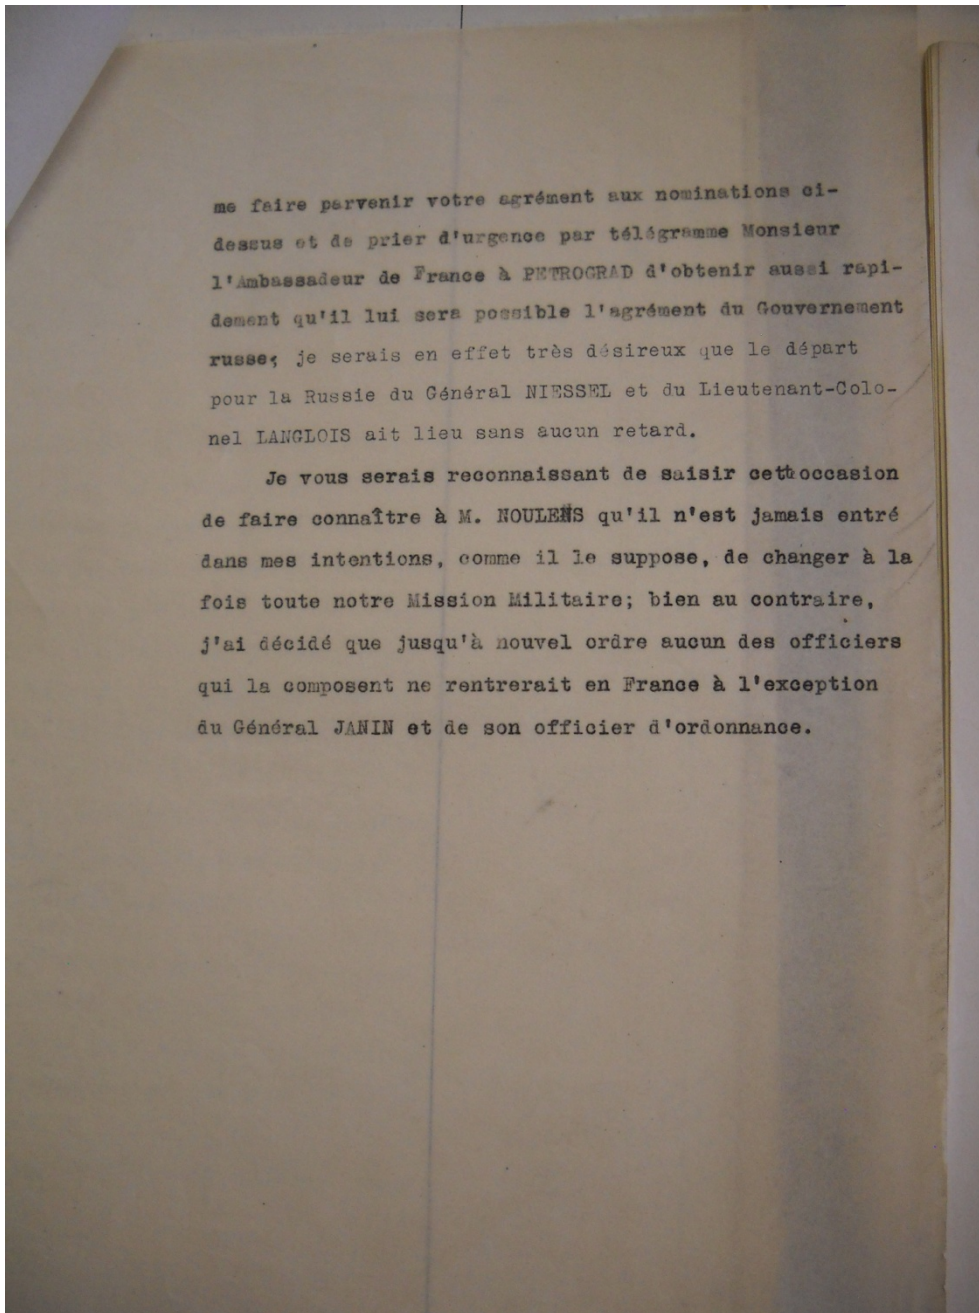 me faire parvenir votre agrément aux nominations ci-
dessus et de prier d'urgence par télégramme Monsieur
l'Ambassadeur de France à PETROGRAD d'obtenir aussi rapi-
dement qu'il lui sera possible l'agrément du Gouvernement
russe; je serais en effet très désireux que le départ
pour la Russie du Général NIESSEL et du Lieutenant-Colo-
nel LANGLOIS ait lieu sans aucun retard.
Je vous serais reconnaissant de saisir cette occasion
de faire connaître à M. NOULENS qu'il n'est jamais entré
dans mes intentions, comme il le suppose, de changer à la
fois toute notre Mission Militaire; bien au contraire,
j'ai décidé que jusqu'à nouvel ordre aucun des officiers
qui la composent ne rentrerait en France à l'exception
du Général JANIN et de son officier d'ordonnance.